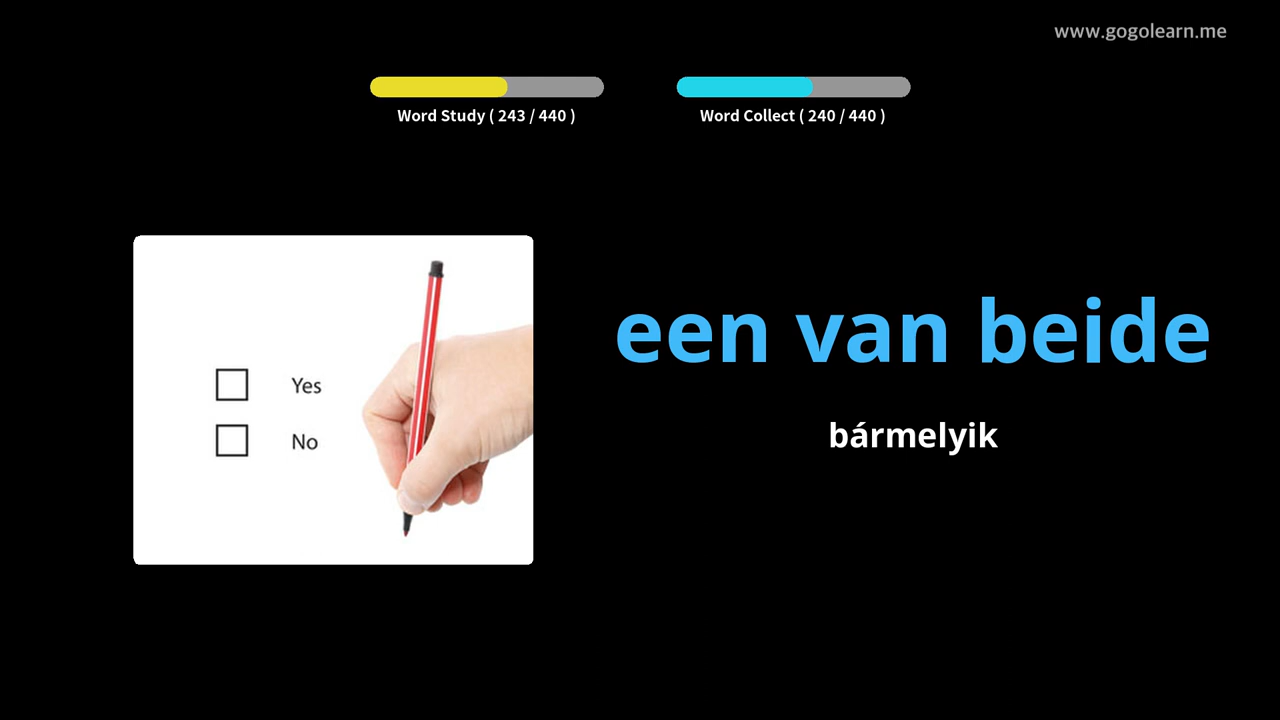 www.gogolearn.me
Word Study ( 243 / 440 )
Word Collect ( 240 / 440 )
Yes
No
een van beide
bármelyik